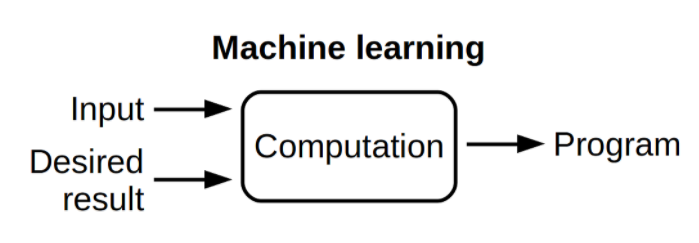 Machine learning
Input
Desired
result
Computation
Program